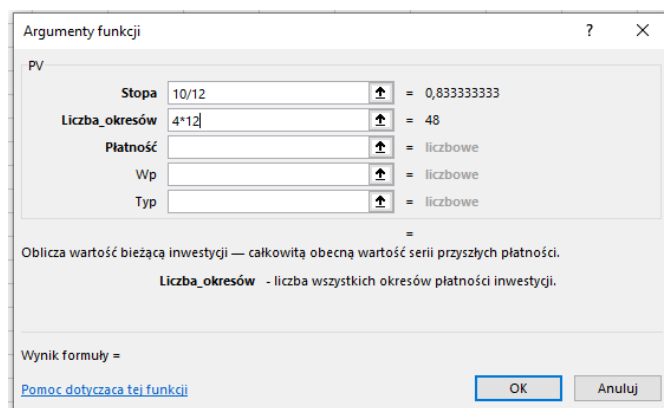 Argumenty funkcji ? ×
PV
Stopa 10/12 = 0,833333333
Liczba_okresów 4*12 = 48
Płatność = liczbowe
Wp = liczbowe
Typ = liczbowe
=
Oblicza wartość bieżącą inwestycji — całkowitą obecną wartość serii przyszłych płatności.
Liczba_okresów - liczba wszystkich okresów płatności inwestycji.
Wynik formuły =
Pomoc dotycząca tej funkcji OK Anuluj